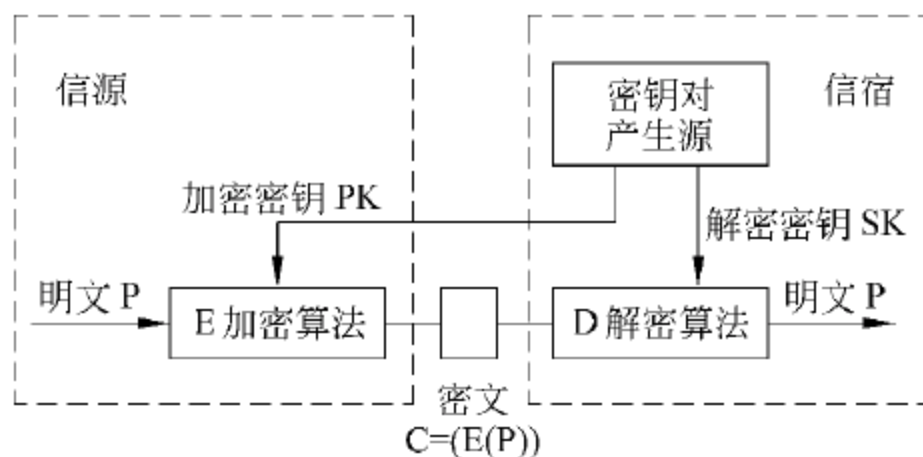 信源
密钥对
产生源
信宿
加密密钥 PK
解密密钥 SK
明文 P
E 加密算法
D 解密算法
明文 P
密文
C=(E(P))